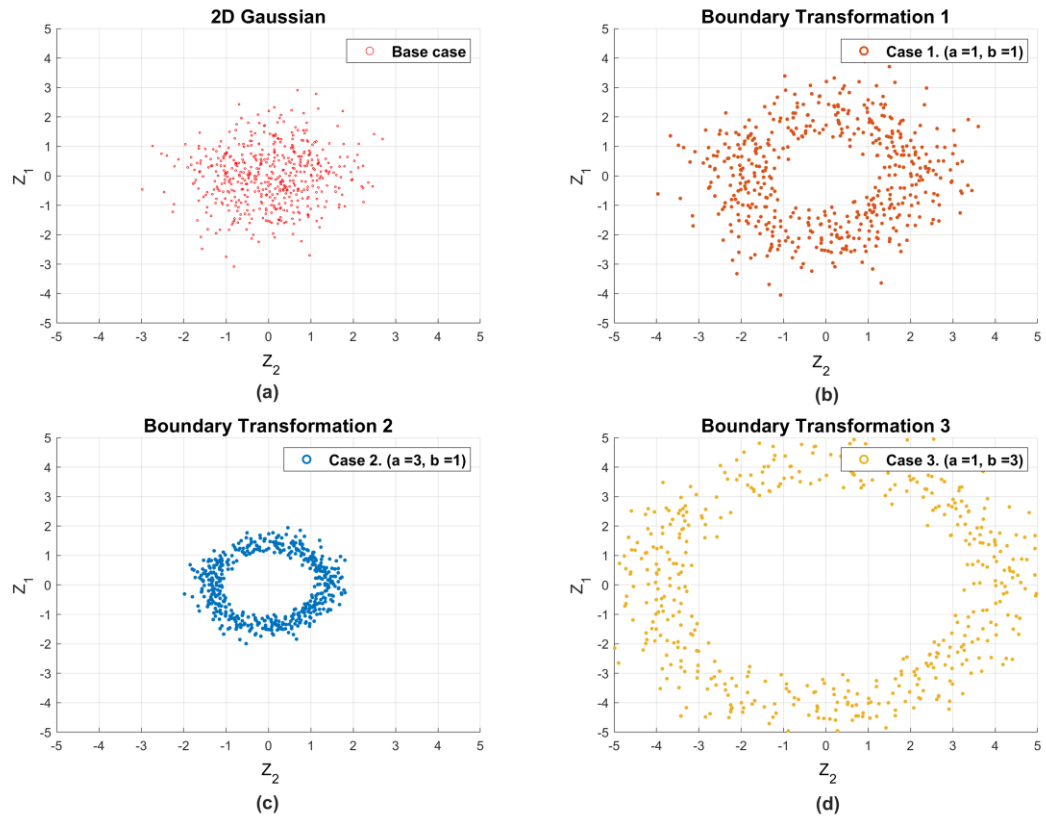 2D Gaussian
Base case
5
4
3
2
1
0
-1
-2
-3
-4
-5
Z1
-5 -4 -3 -2 -1 0 1 2 3 4 5
Z2
(a)
Boundary Transformation 1
Case 1. (a =1, b =1)
5
4
3
2
1
0
-1
-2
-3
-4
-5
Z1
-5 -4 -3 -2 -1 0 1 2 3 4 5
Z2
(b)
Boundary Transformation 2
Case 2. (a =3, b =1)
5
4
3
2
1
0
-1
-2
-3
-4
-5
Z1
-5 -4 -3 -2 -1 0 1 2 3 4 5
Z2
(c)
Boundary Transformation 3
Case 3. (a =1, b =3)
5
4
3
2
1
0
-1
-2
-3
-4
-5
Z1
-5 -4 -3 -2 -1 0 1 2 3 4 5
Z2
(d)